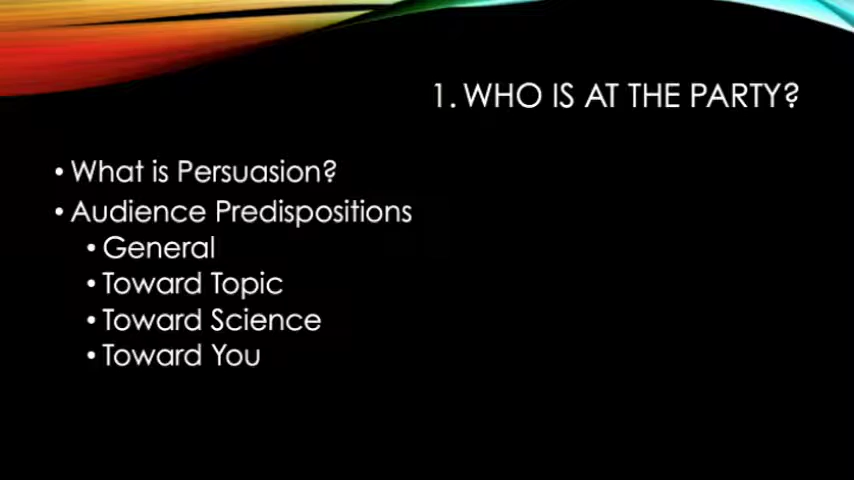 1. WHO IS AT THE PARTY?
• What is Persuasion?
• Audience Predispositions
• General
• Toward Topic
• Toward Science
• Toward You